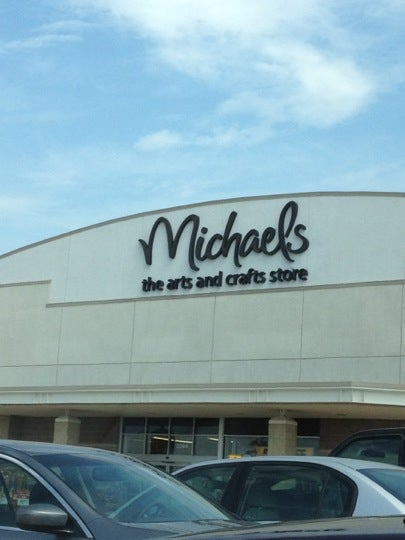 Michaels
the arts and crafts store